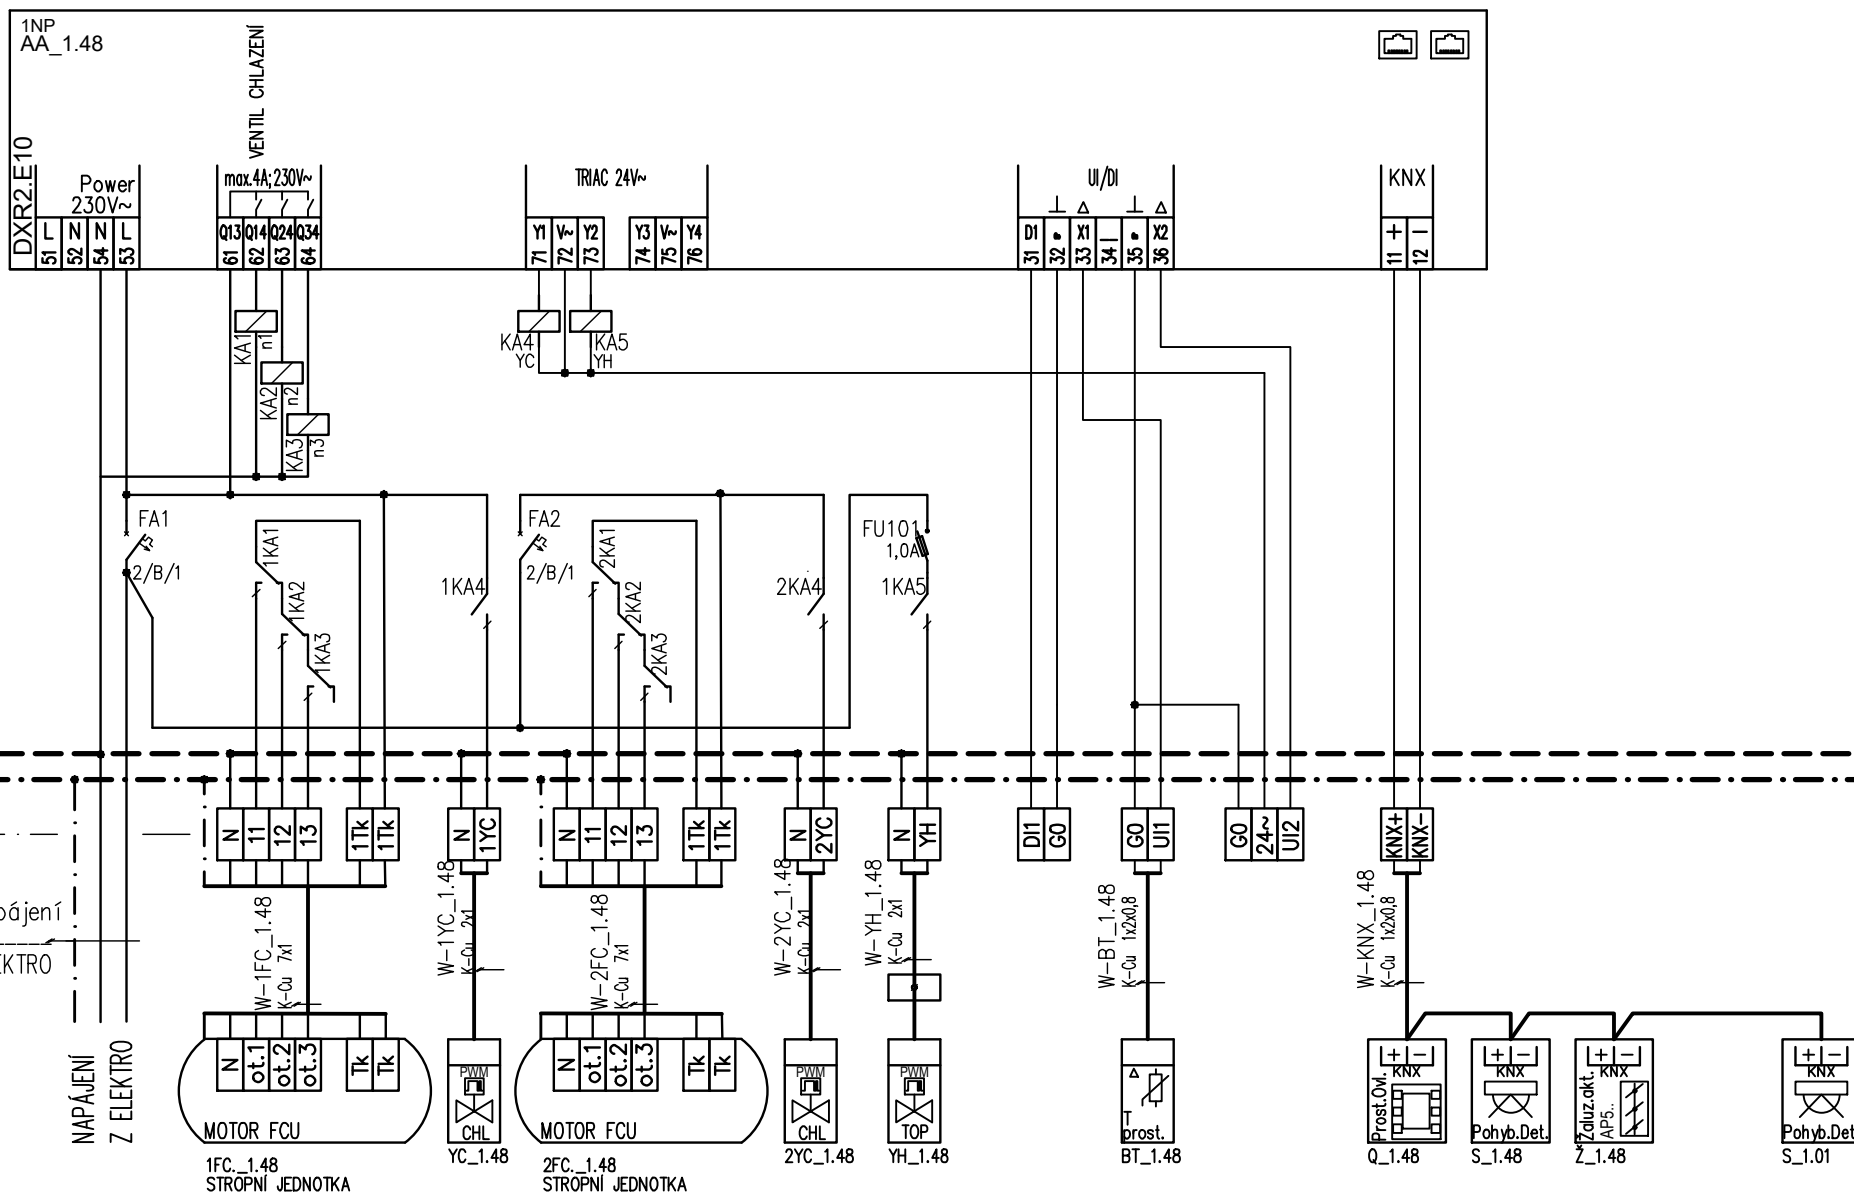 1NP
AA_1.48
DXR2.E10
VENTIL CHLAZENÍ
Power
230V~
max.4A;230V~
TRIAC 24V~
UI/DI
KNX
L N N L
51 52 54 53
Q13 Q14 Q24 Q34
61 62 63 64
Y1 V~ Y2 Y3 V~ Y4
71 72 73 74 75 76
D1 X1 X2
31 32 33 34 35 36
+ −
11 12
KA1 n1
KA2 n2
KA3 n3
KA4
YC
KA5
YH
FA1
2/B/1
1KA1
1KA2
1KA3
1KA4
FA2
2/B/1
2KA1
2KA2
2KA3
2KA4
FU101
1,0A
1KA5
N 11 12 13 1Tk 1Tk
N 1YC
N 11 12 13 1Tk 1Tk
N 2YC
N YH
DI1 G0
G0 UI1
G0 24~ UI2
KNX+ KNX-
pájení
EKTRO
NAPÁJENÍ
Z ELEKTRO
W-1FC_1.48
K-Cu 7x1
W-1YC_1.48
K-Cu 2x1
W-2FC_1.48
K-Cu 7x1
W-2YC_1.48
K-Cu 2x1
W-YH_1.48
K-Cu 2x1
W-BT_1.48
K-Cu 1x2x0,8
W-KNX_1.48
K-Cu 1x2x0,8
N ot.1 ot.2 ot.3 Tk Tk
MOTOR FCU
1FC._1.48
STROPNÍ JEDNOTKA
PWM
CHL
YC_1.48
N ot.1 ot.2 ot.3 Tk Tk
MOTOR FCU
2FC._1.48
STROPNÍ JEDNOTKA
PWM
CHL
2YC_1.48
PWM
TOP
YH_1.48
T
prost.
BT_1.48
+ −
KNX
Prost.Ovl.
Q_1.48
+ −
KNX
Pohyb.Det.
S_1.48
+ −
KNX
Žaluz.akt.
AP5..
Ž_1.48
+ −
KNX
Pohyb.Det
S_1.01